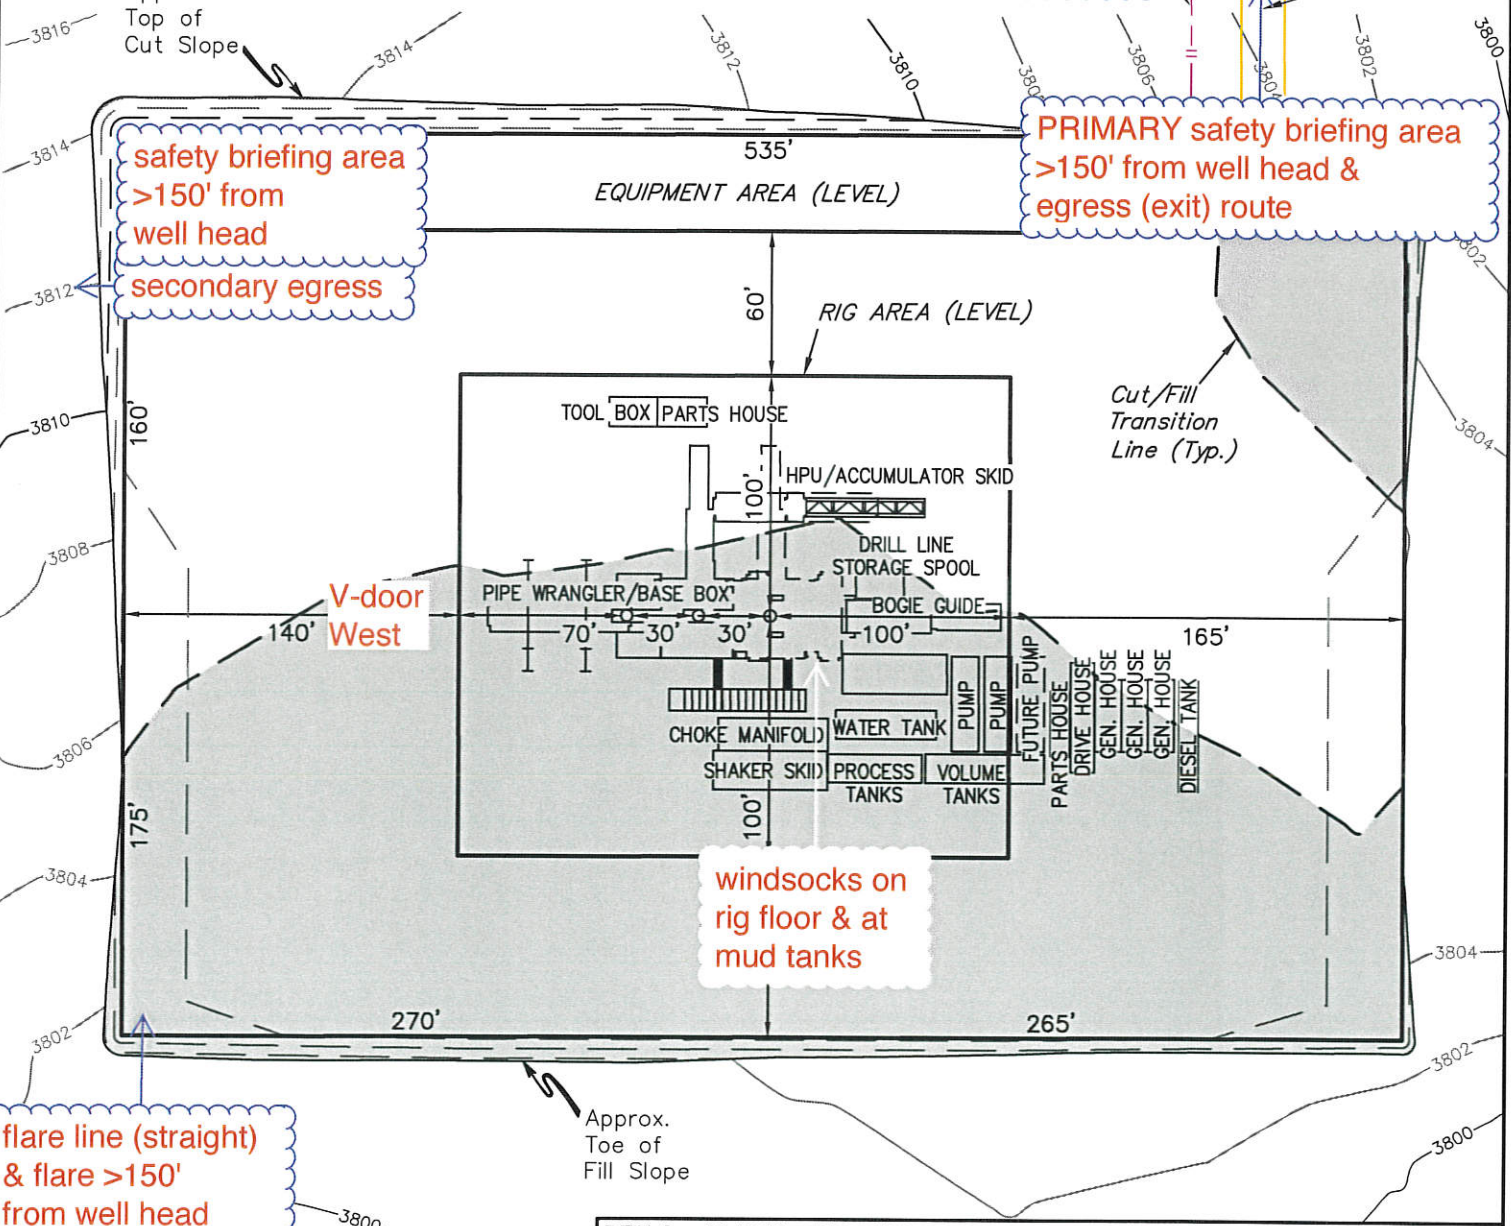 Top of
Cut Slope
3816
3814
3812
3810
3806
3804
3802
3800
3814
safety briefing area
>150' from
well head
secondary egress
535'
EQUIPMENT AREA (LEVEL)
PRIMARY safety briefing area
>150' from well head &
egress (exit) route
3812
60'
RIG AREA (LEVEL)
Cut/Fill
Transition
Line (Typ.)
3810
160'
TOOL BOX PARTS HOUSE
3804
HPU/ACCUMULATOR SKID
100'
3808
DRILL LINE
STORAGE SPOOL
V-door
West
PIPE WRANGLER/BASE BOX
BOGIE GUIDE
140'
70'
30'
30'
100'
165'
3806
CHOKE MANIFOLD
WATER TANK
PUMP
PUMP
FUTURE PUMP
PARTS HOUSE
DRIVE HOUSE
GEN. HOUSE
GEN. HOUSE
GEN. HOUSE
DIESEL TANK
SHAKER SKID
PROCESS
TANKS
VOLUME
TANKS
175'
100'
3804
windsocks on
rig floor & at
mud tanks
3804
270'
265'
3802
3802
flare line (straight)
& flare >150'
from well head
Approx.
Toe of
Fill Slope
3800
3800